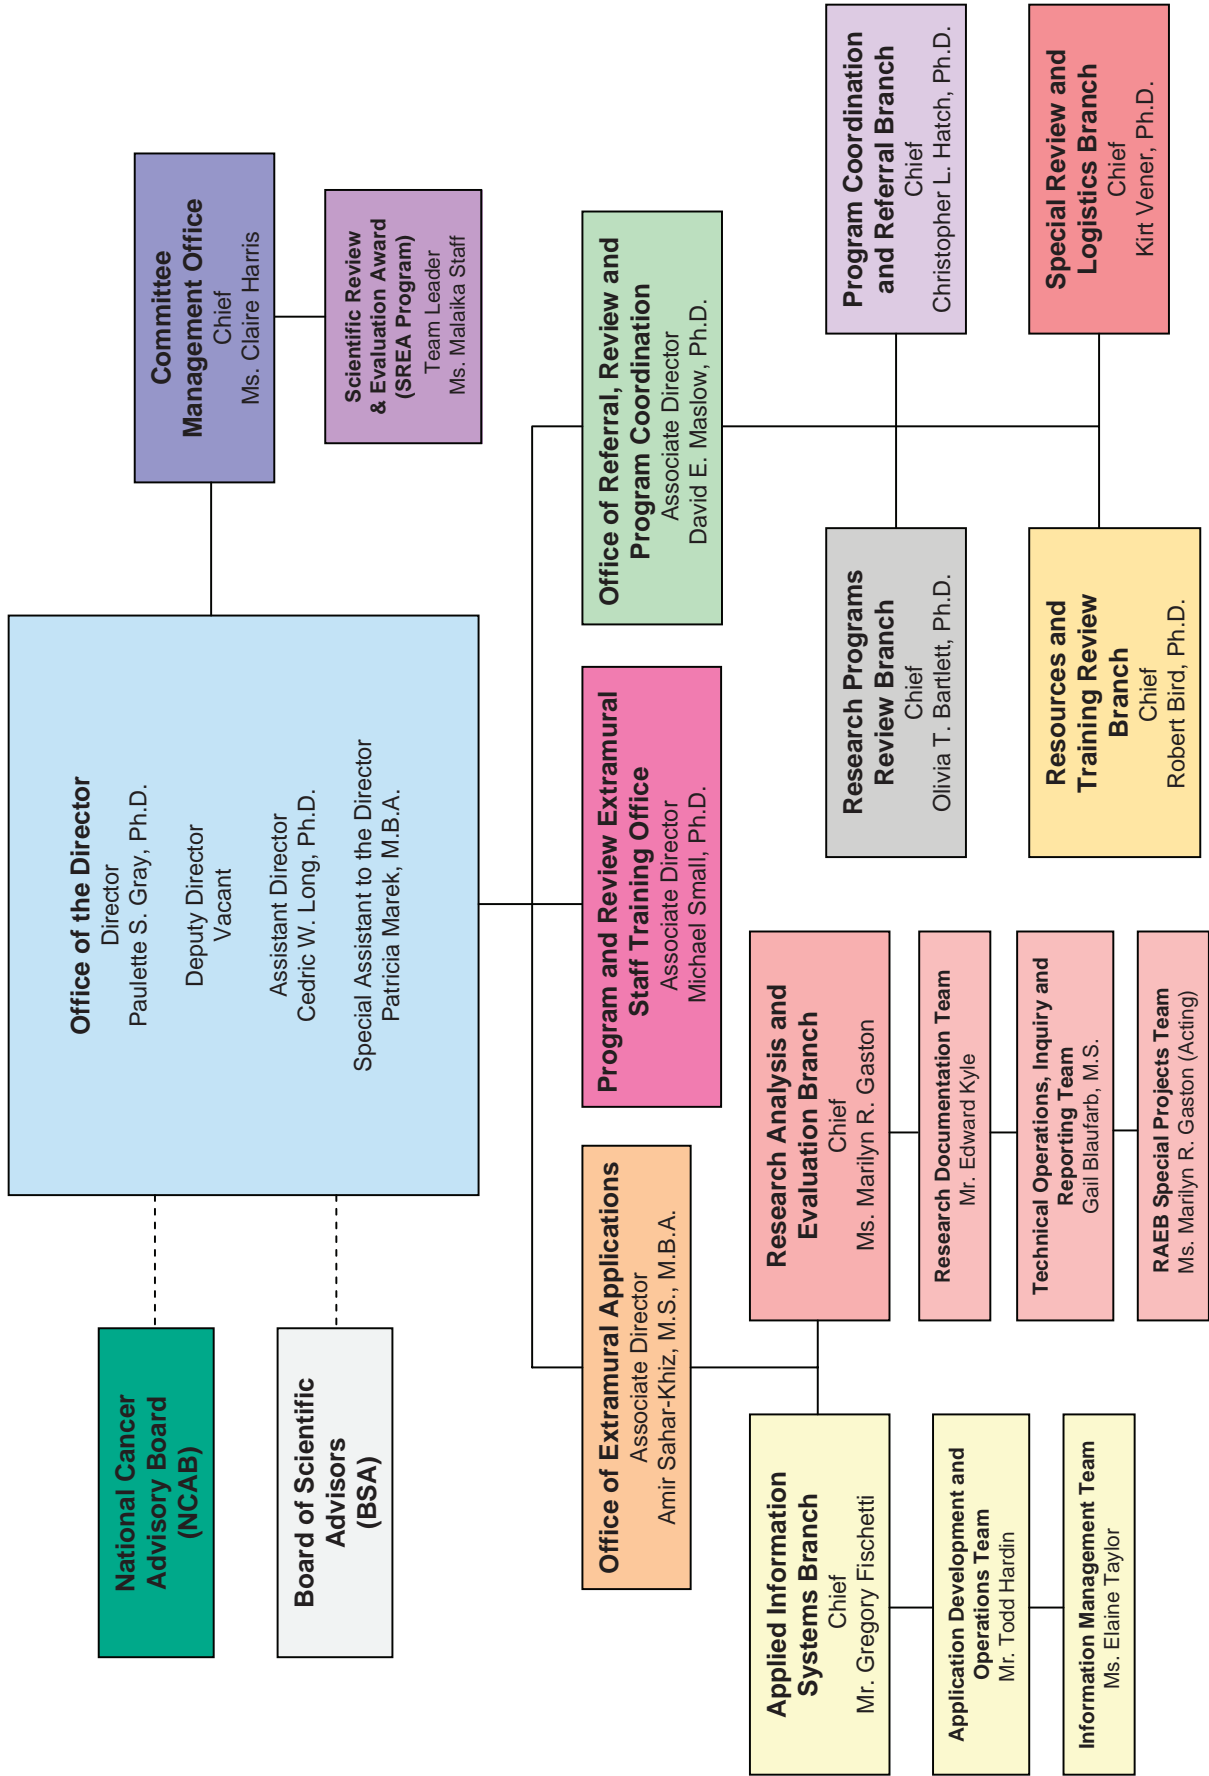 National Cancer
Advisory Board
(NCAB)
Board of Scientific
Advisors
(BSA)
Office of the Director
Director
Paulette S. Gray, Ph.D.
Deputy Director
Vacant
Assistant Director
Cedric W. Long, Ph.D.
Special Assistant to the Director
Patricia Marek, M.B.A.
Committee
Management Office
Chief
Ms. Claire Harris
Scientific Review
& Evaluation Award
(SREA Program)
Team Leader
Ms. Malaika Staff
Office of Extramural Applications
Associate Director
Amir Sahar-Khiz, M.S., M.B.A.
Program and Review Extramural
Staff Training Office
Associate Director
Michael Small, Ph.D.
Office of Referral, Review and
Program Coordination
Associate Director
David E. Maslow, Ph.D.
Applied Information
Systems Branch
Chief
Mr. Gregory Fischetti
Application Development and
Operations Team
Mr. Todd Hardin
Information Management Team
Ms. Elaine Taylor
Research Analysis and
Evaluation Branch
Chief
Ms. Marilyn R. Gaston
Research Documentation Team
Mr. Edward Kyle
Technical Operations, Inquiry and
Reporting Team
Gail Blaufarb, M.S.
RAEB Special Projects Team
Ms. Marilyn R. Gaston (Acting)
Research Programs
Review Branch
Chief
Olivia T. Bartlett, Ph.D.
Program Coordination
and Referral Branch
Chief
Christopher L. Hatch, Ph.D.
Resources and
Training Review
Branch
Chief
Robert Bird, Ph.D.
Special Review and
Logistics Branch
Chief
Kirt Vener, Ph.D.